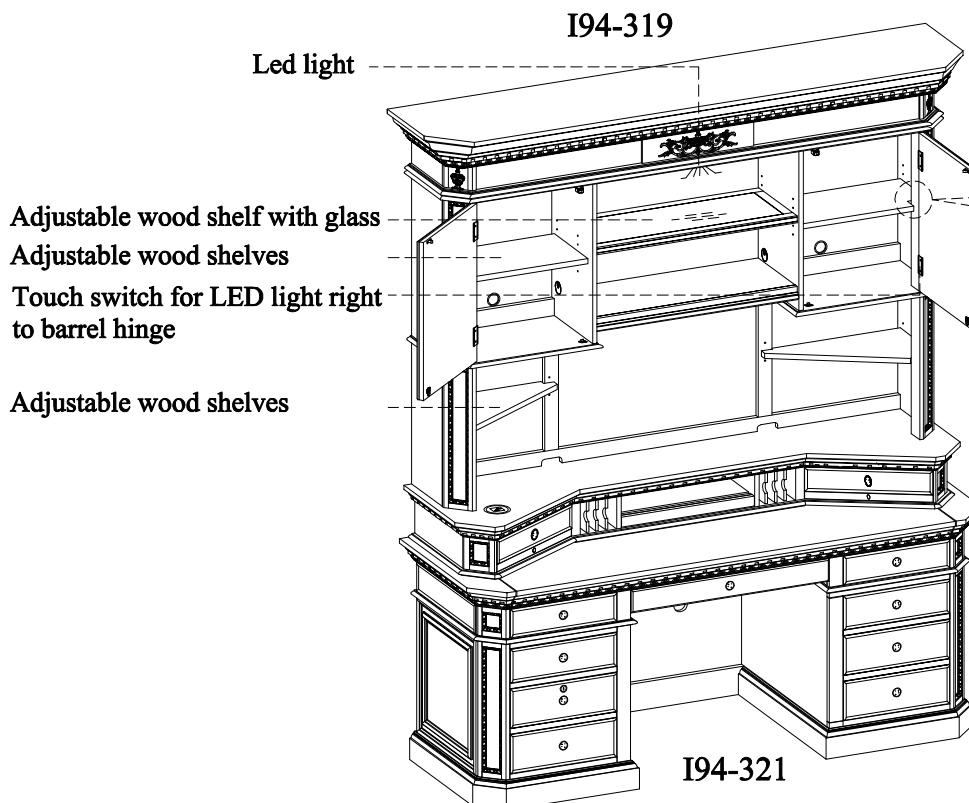 I94-319
Led light
Adjustable wood shelf with glass
Adjustable wood shelves
Touch switch for LED light right
to barrel hinge
Adjustable wood shelves
I94-321